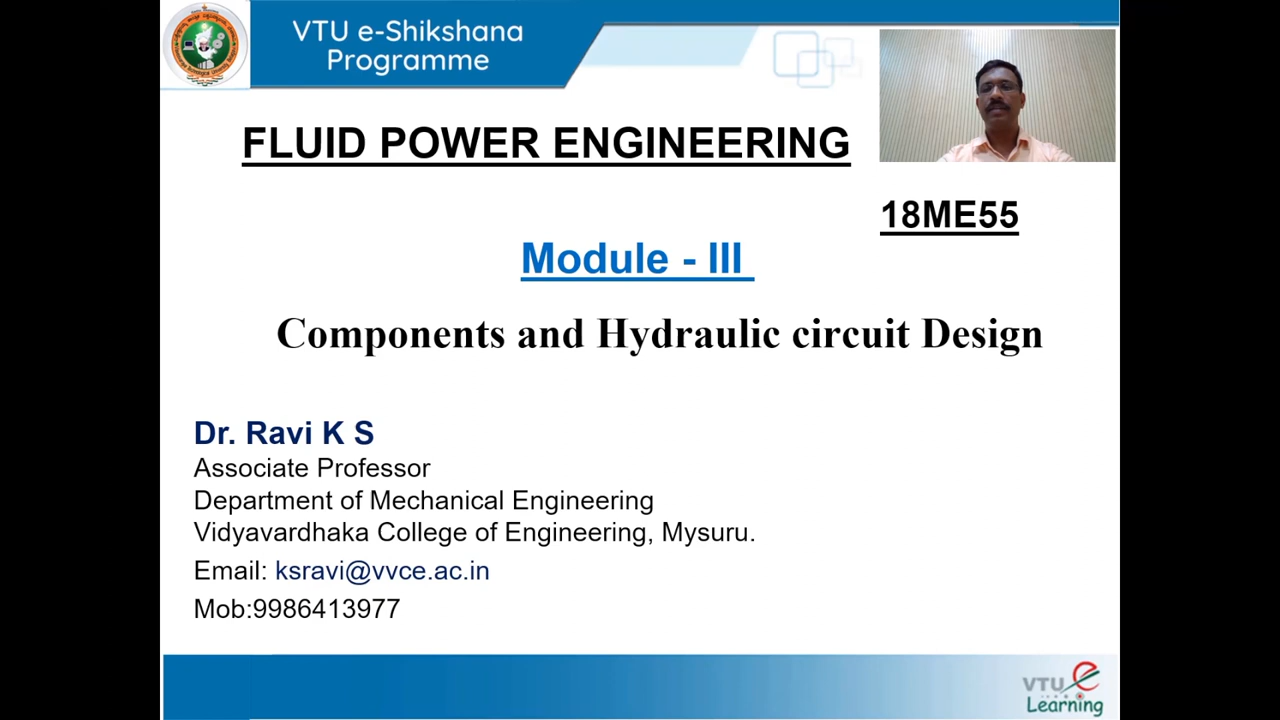 VTU e-Shikshana
Programme
FLUID POWER ENGINEERING
18ME55
Module - III
Components and Hydraulic circuit Design
Dr. Ravi K S
Associate Professor
Department of Mechanical Engineering
Vidyavardhaka College of Engineering, Mysuru.
Email: ksravi@vvce.ac.in
Mob:9986413977
VTU e
Learning